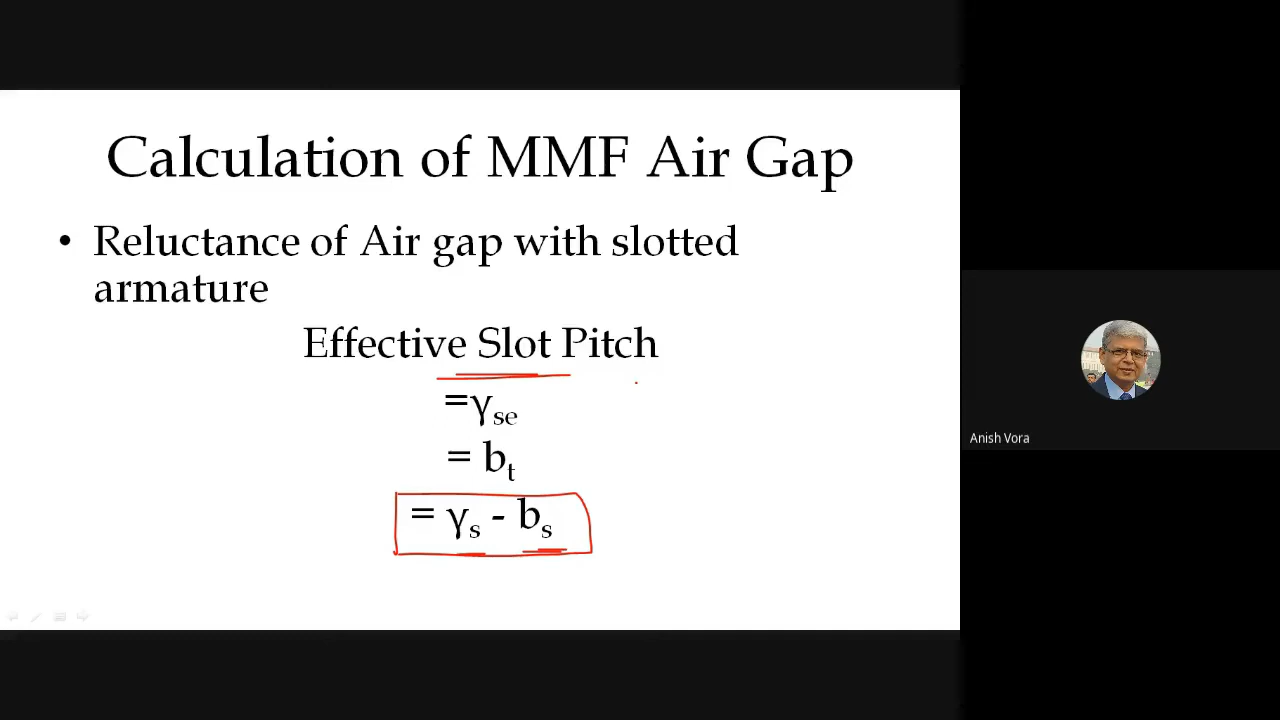 Calculation of MMF Air Gap
• Reluctance of Air gap with slotted
armature
Effective Slot Pitch
=γse
= bt
= γs - bs
Anish Vora